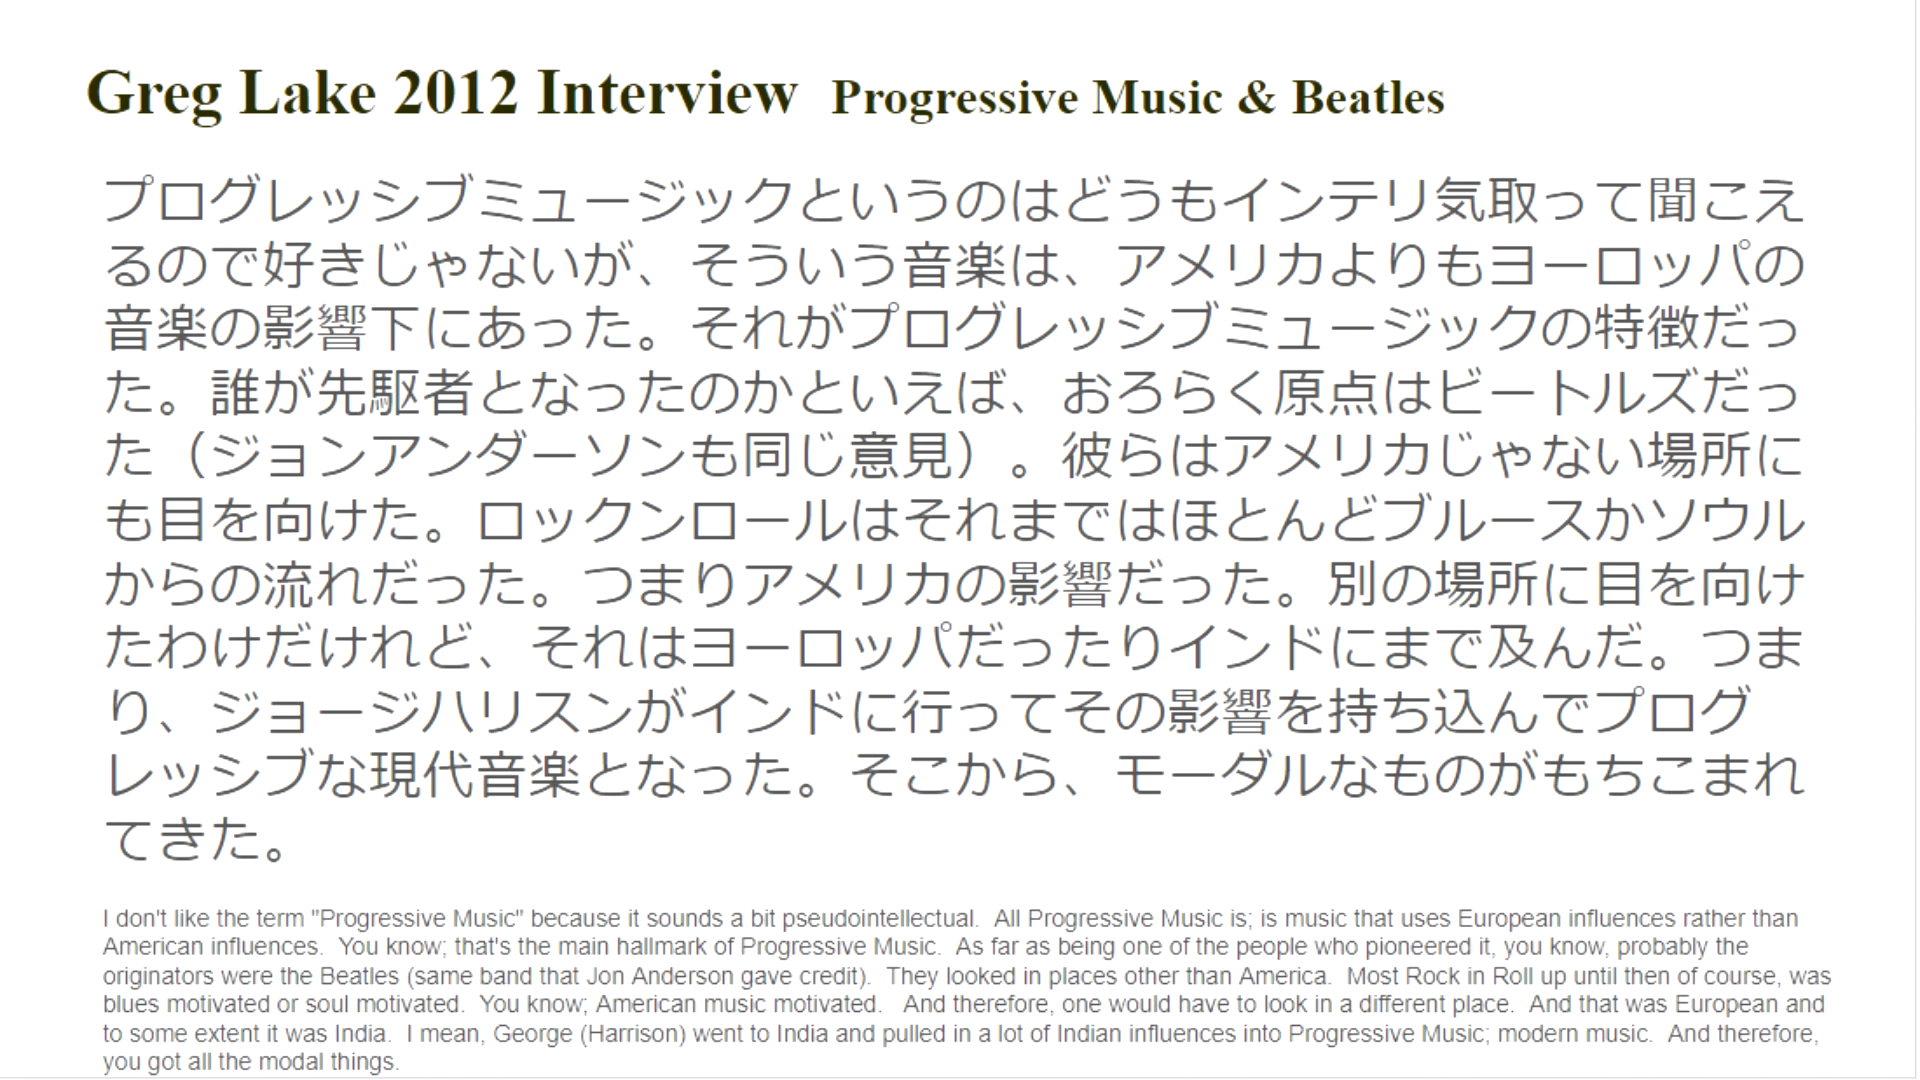 Greg Lake 2012 Interview Progressive Music & Beatles
プログレッシブミュージックというのはどうもインテリ気取って聞こえ
るので好きじゃないが、そういう音楽は、アメリカよりもヨーロッパの
音楽の影響下にあった。それがプログレッシブミュージックの特徴だっ
た。誰が先駆者となったのかといえば、おろらく原点はビートルズだっ
た（ジョンアンダーソンも同じ意見）。彼らはアメリカじゃない場所に
も目を向けた。ロックンロールはそれまではほとんどブルースかソウル
からの流れだった。つまりアメリカの影響だった。別の場所に目を向け
たわけだけれど、それはヨーロッパだったりインドにまで及んだ。つま
り、ジョージハリスンがインドに行ってその影響を持ち込んでプログ
レッシブな現代音楽となった。そこから、モーダルなものがもちこまれ
てきた。
I don't like the term "Progressive Music" because it sounds a bit pseudointellectual.  All Progressive Music is; is music that uses European influences rather than
American influences.  You know; that's the main hallmark of Progressive Music.  As far as being one of the people who pioneered it, you know, probably the
originators were the Beatles (same band that Jon Anderson gave credit).  They looked in places other than America.  Most Rock in Roll up until then of course, was
blues motivated or soul motivated.  You know; American music motivated.   And therefore, one would have to look in a different place.  And that was European and
to some extent it was India.  I mean, George (Harrison) went to India and pulled in a lot of Indian influences into Progressive Music; modern music.  And therefore,
you got all the modal things.